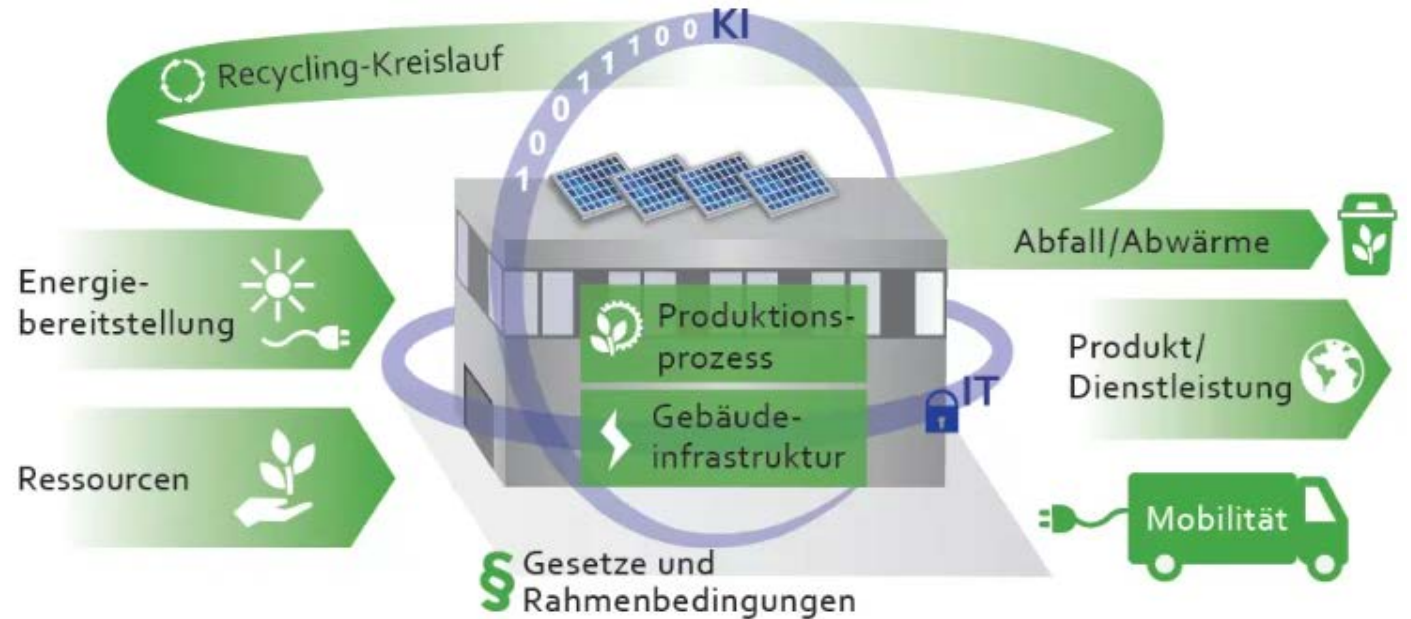 KI
1 0 0 1 1 1 1 0 0
Recycling-Kreislauf
Energie-
bereitstellung
Ressourcen
Produktions-
prozess
Gebäude-
infrastruktur
IT
Abfall/Abwärme
Produkt/
Dienstleistung
Mobilität
§ Gesetze und
Rahmenbedingungen